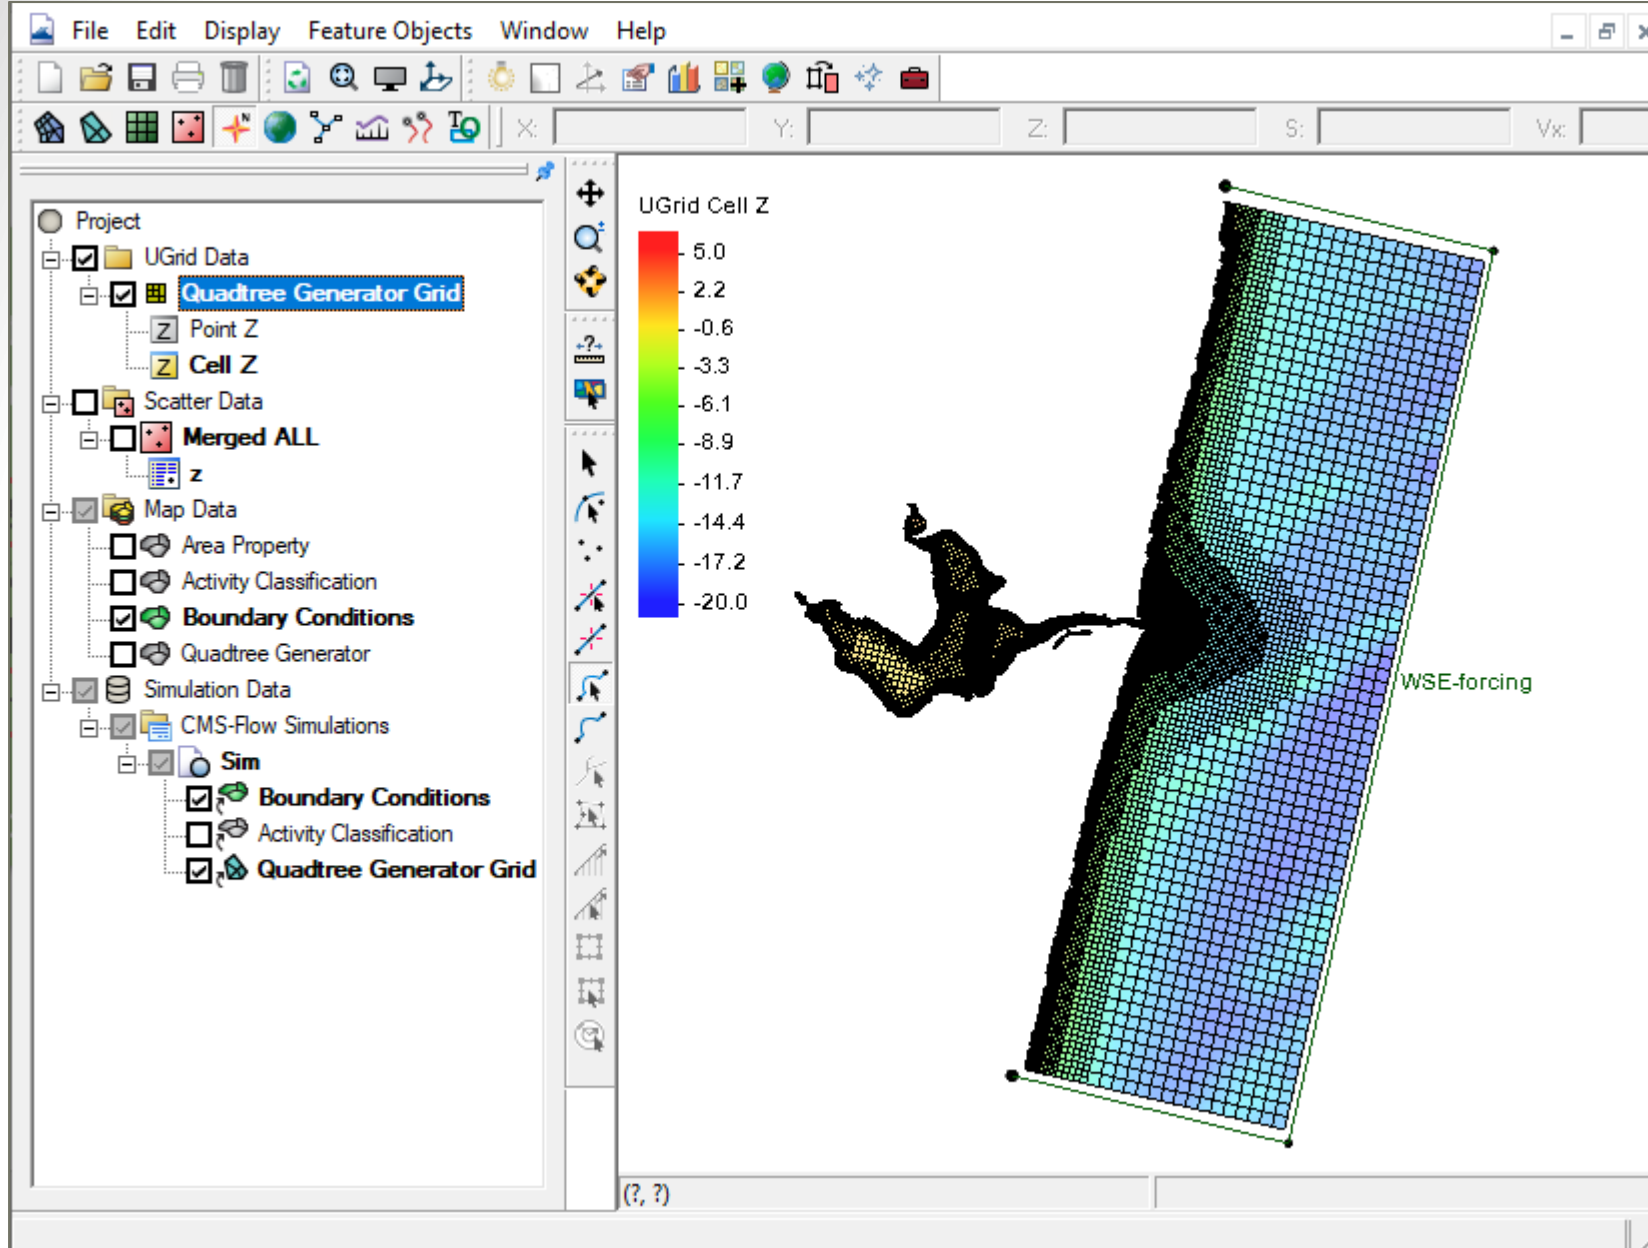 File Edit Display Feature Objects Window Help
X: Y: Z: S: Vx:
Project
UGrid Data
Quadtree Generator Grid
Point Z
Cell Z
Scatter Data
Merged ALL
z
Map Data
Area Property
Activity Classification
Boundary Conditions
Quadtree Generator
Simulation Data
CMS-Flow Simulations
Sim
Boundary Conditions
Activity Classification
Quadtree Generator Grid
UGrid Cell Z
5.0
2.2
-0.6
-3.3
-6.1
-8.9
-11.7
-14.4
-17.2
-20.0
WSE-forcing
(?, ?)